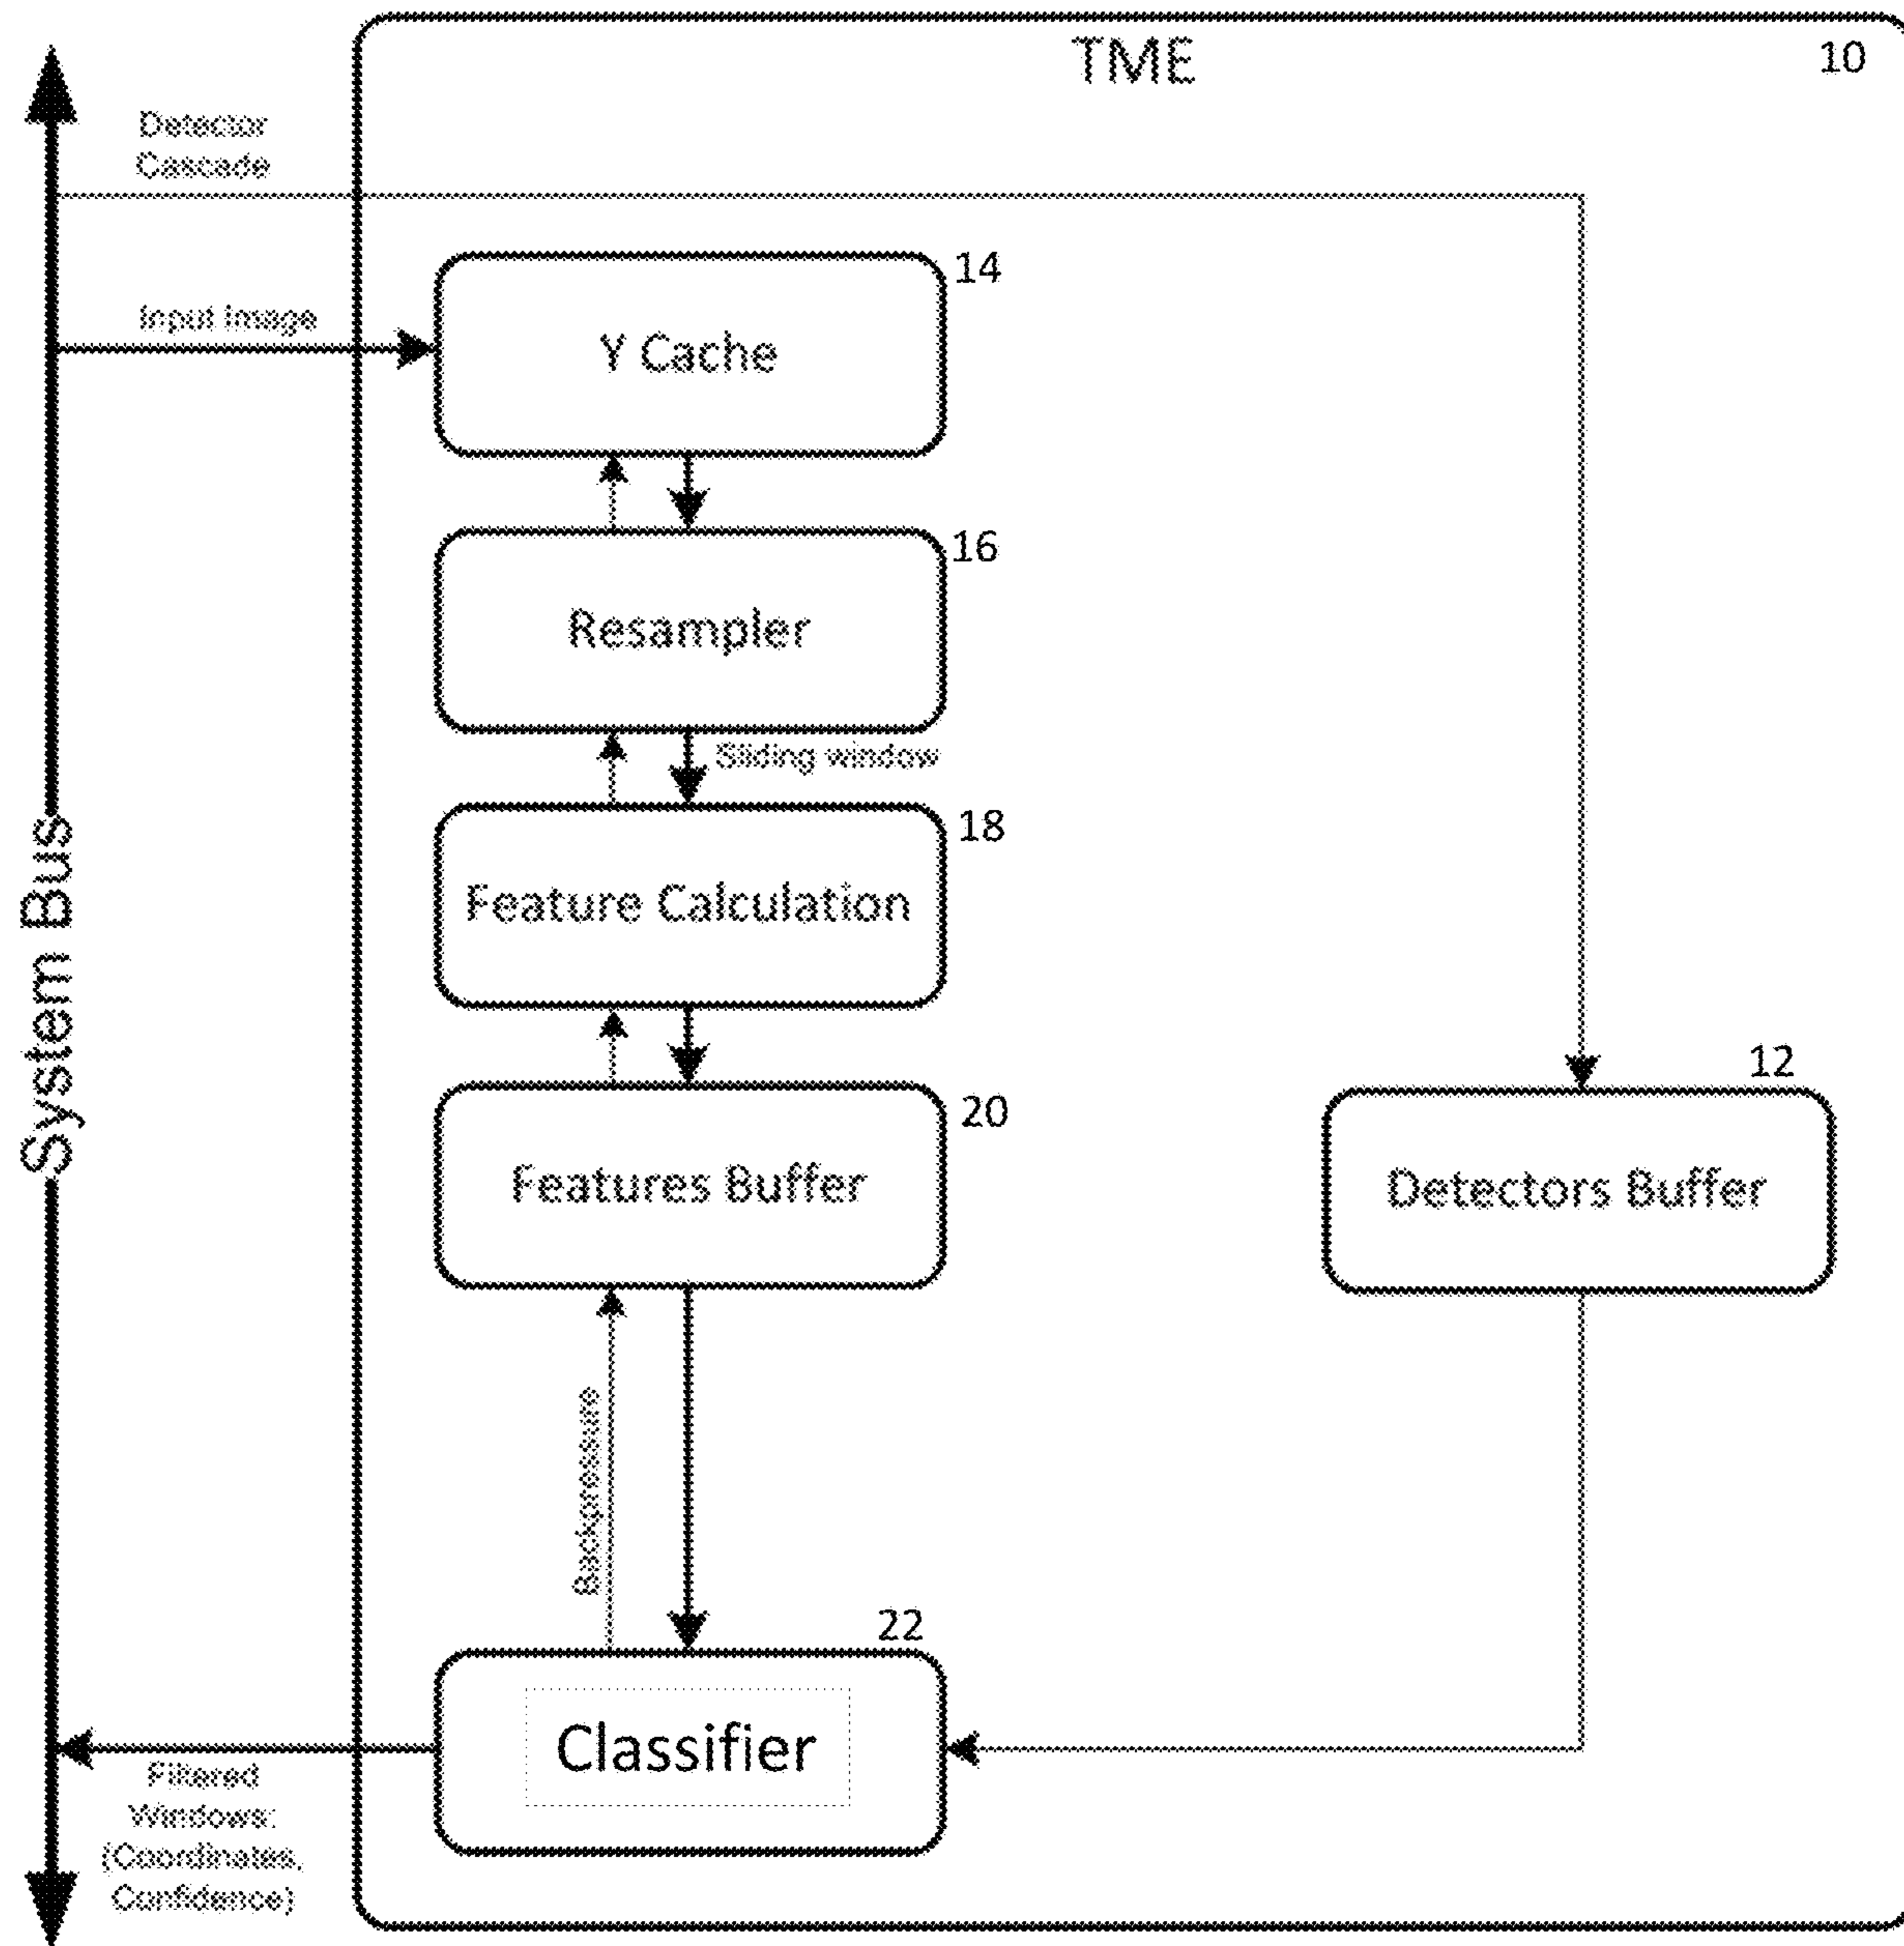 TME
10
Detector
Cascade
14
Input Image
Y Cache
16
Resampler
Sliding window
18
Feature Calculation
System Bus
12
20
Features Buffer
Detectors Buffer
Backpressure
22
Classifier
Filtered
Windows:
(Coordinates,
Confidence)